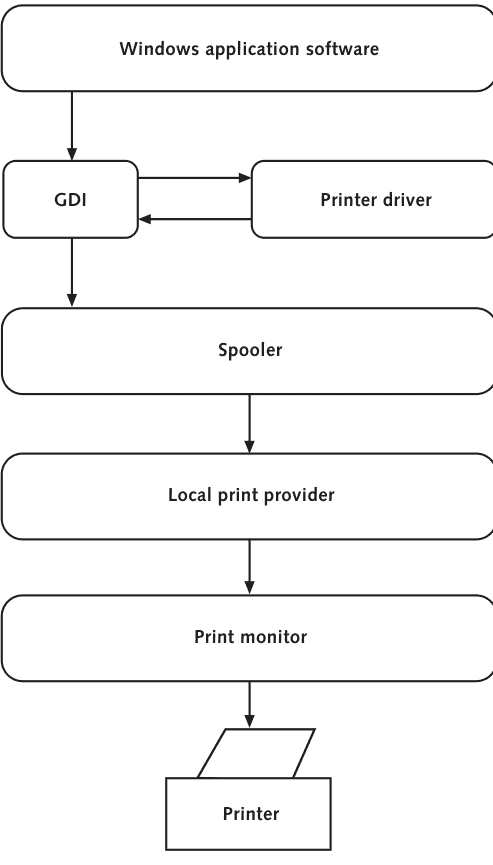 Windows application software
GDI
Printer driver
Spooler
Local print provider
Print monitor
Printer